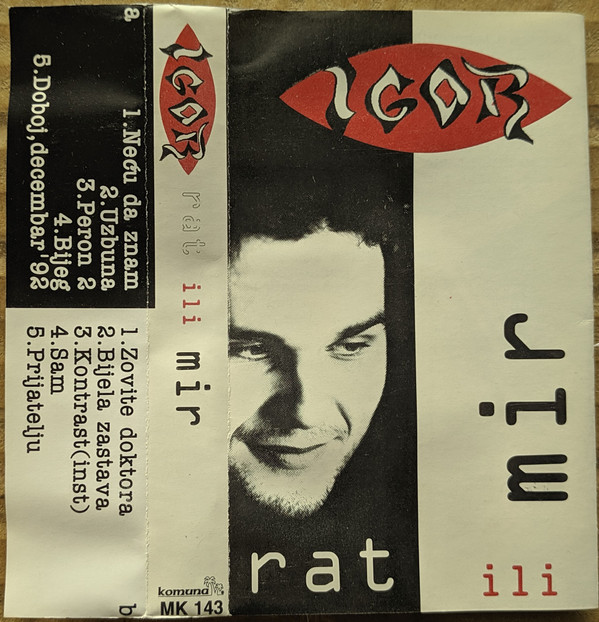 a
1.Neću da znam
2.Uzbuna
3.Peron 2
4.Bijeg
5.Doboj,decembar'92
1.Zovite doktora
2.Bijela zastava
3.Kontrast(inst)
4.Sam
5.Prijatelju
b
IGOR
rat ili mir
komuna
MK 143
IGOR
rat
ili
mir